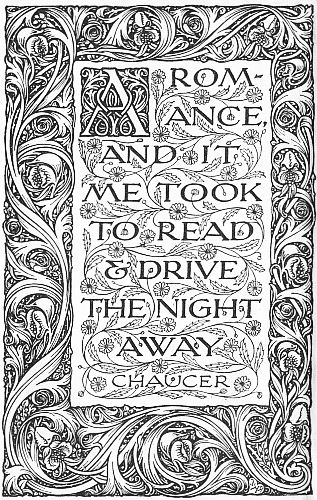 A ROM-
ANCE,
AND IT
ME TOOK
TO READ
& DRIVE
THE NIGHT
AWAY
CHAUCER